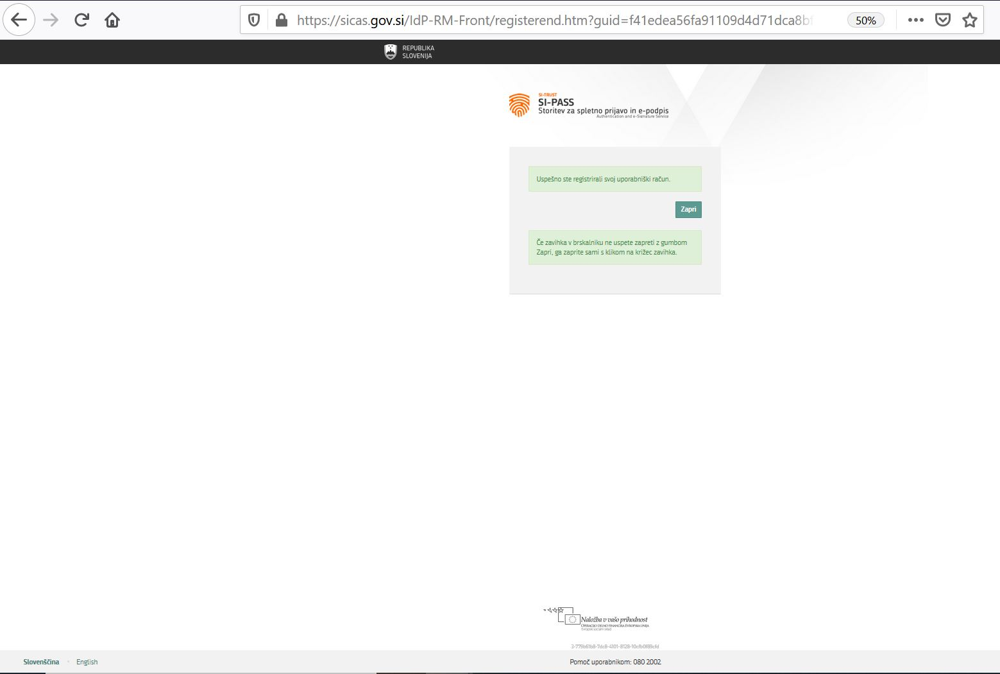 https://sicas.gov.si/IdP-RM-Front/registerend.htm?guid=f41edea56fa91109d4d71dca8bf
50%
REPUBLIKA
SLOVENIJA
SI-TRUST
SI-PASS
Storitev za spletno prijavo in e-podpis
Authentication and e-Signature Service
Uspešno ste registrirali svoj uporabniški račun.
Zapri
Če zavihka v brskalniku ne uspete zapreti z gumbom
Zapri, ga zaprite sami s klikom na križec zavihka.
Naložba v vašo prihodnost
OPERACIJO DELNO FINANCIRA EVROPSKA UNIJA
Evropski socialni sklad
3-779b61b8-7dc8-4101-8128-10cfb0f89cfd
Slovenščina
English
Pomoč uporabnikom: 080 2002